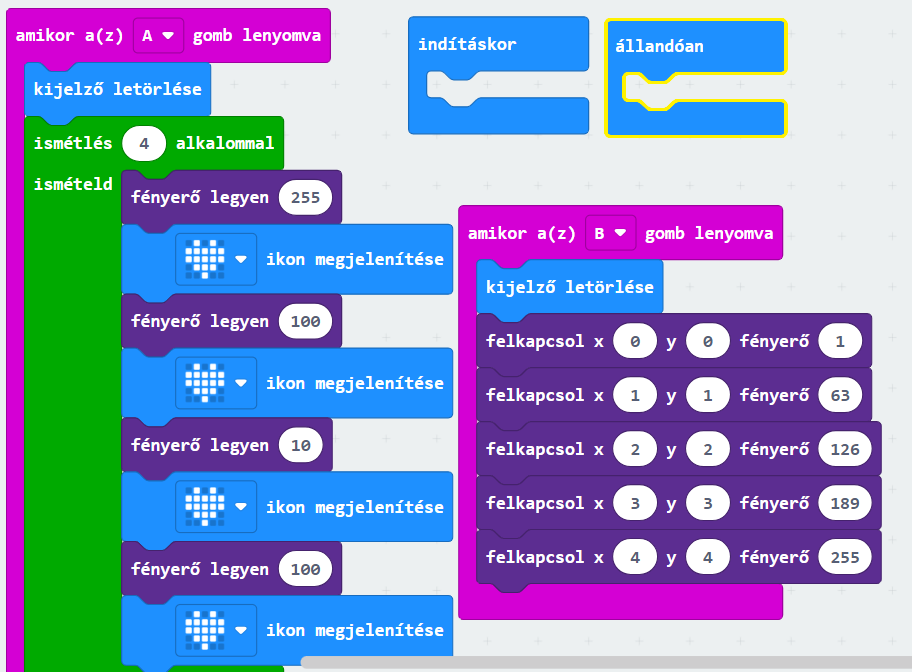 amikor a(z) A gomb lenyomva
kijelző letörlése
ismétlés 4 alkalommal
ismételd
fényerő legyen 255
ikon megjelenítése
fényerő legyen 100
ikon megjelenítése
fényerő legyen 10
ikon megjelenítése
fényerő legyen 100
ikon megjelenítése
indításkor
állandóan
amikor a(z) B gomb lenyomva
kijelző letörlése
felkapcsol x 0 y 0 fényerő 1
felkapcsol x 1 y 1 fényerő 63
felkapcsol x 2 y 2 fényerő 126
felkapcsol x 3 y 3 fényerő 189
felkapcsol x 4 y 4 fényerő 255